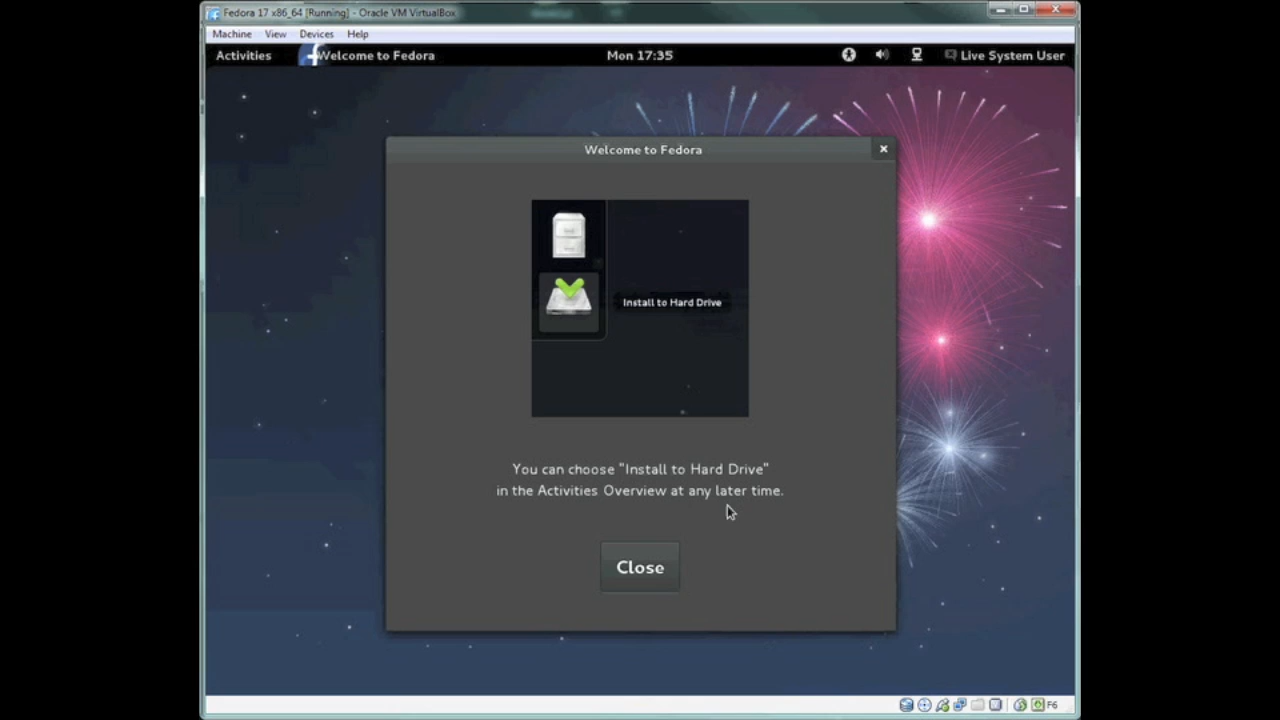 Fedora 17 x86_64 [Running] - Oracle VM VirtualBox
Machine View Devices Help
Activities Welcome to Fedora Mon 17:35 Live System User
Welcome to Fedora
Install to Hard Drive
You can choose "Install to Hard Drive"
in the Activities Overview at any later time.
Close
F6